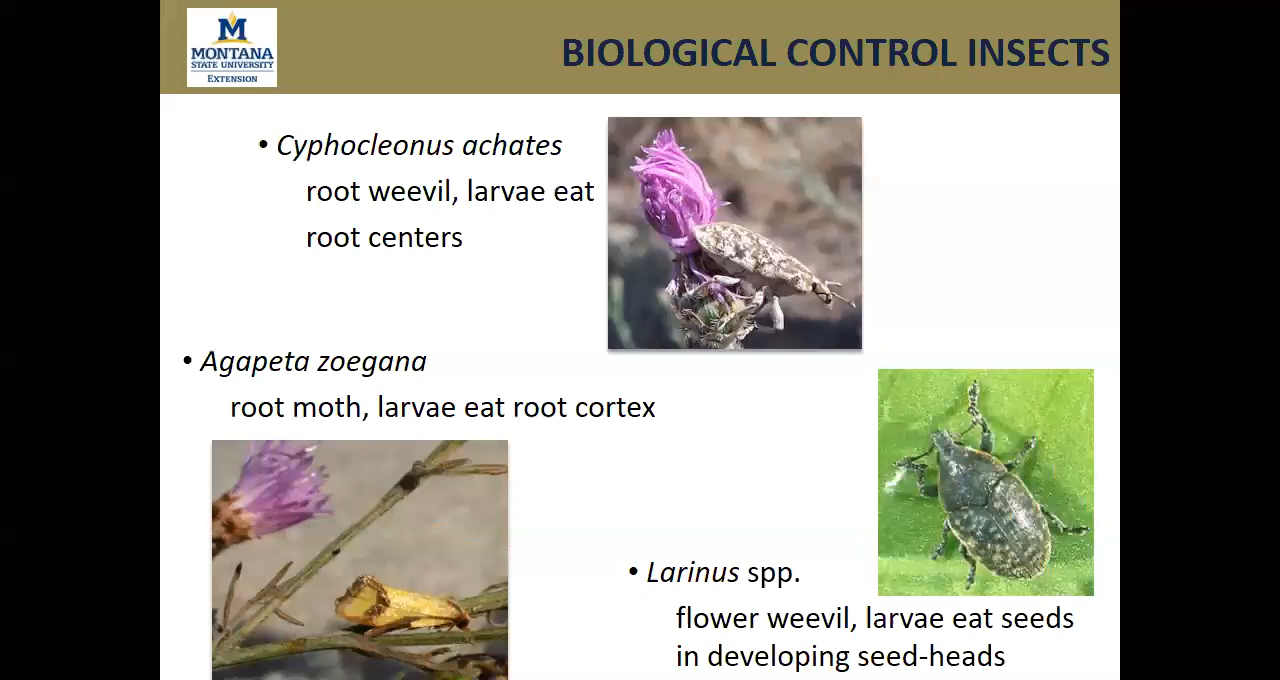 M
MONTANA
STATE UNIVERSITY
EXTENSION
BIOLOGICAL CONTROL INSECTS
• Cyphocleonus achates
root weevil, larvae eat
root centers
• Agapeta zoegana
root moth, larvae eat root cortex
• Larinus spp.
flower weevil, larvae eat seeds
in developing seed-heads